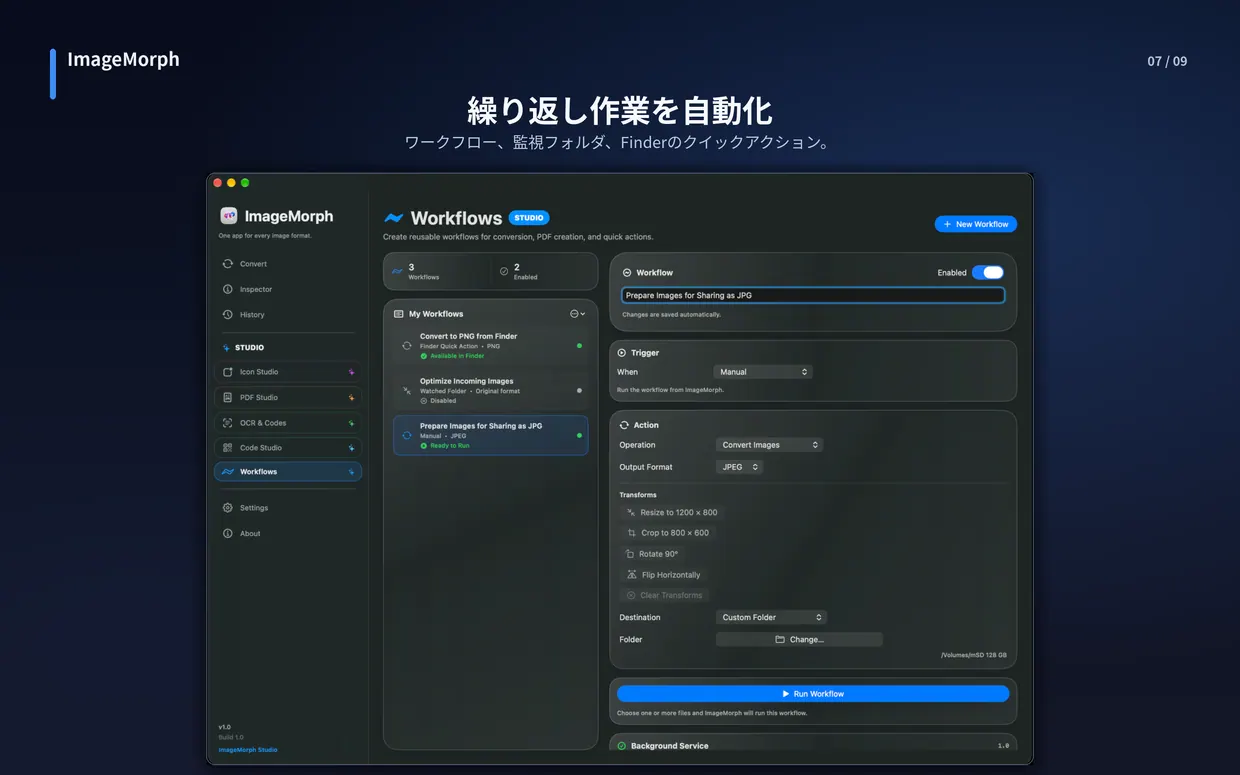 ImageMorph
07 / 09
繰り返し作業を自動化
ワークフロー、監視フォルダ、Finderのクイックアクション。
ImageMorph
One app for every image format.
Convert
Inspector
History
STUDIO
Icon Studio
PDF Studio
OCR & Codes
Code Studio
Workflows
Settings
About
v1.0
Build 1.0
ImageMorph Studio
Workflows STUDIO
Create reusable workflows for conversion, PDF creation, and quick actions.
+ New Workflow
3
Workflows
2
Enabled
My Workflows
Convert to PNG from Finder
Finder Quick Action • PNG
Available in Finder
Optimize Incoming Images
Watched Folder • Original format
Disabled
Prepare Images for Sharing as JPG
Manual • JPEG
Ready to Run
Workflow
Enabled
Prepare Images for Sharing as JPG
Changes are saved automatically.
Trigger
When Manual
Run the workflow from ImageMorph.
Action
Operation Convert Images
Output Format JPEG
Transforms
Resize to 1200 × 800
Crop to 800 × 600
Rotate 90°
Flip Horizontally
Clear Transforms
Destination Custom Folder
Folder Change...
/Volumes/mSD 128 GB
Run Workflow
Choose one or more files and ImageMorph will run this workflow.
Background Service 1.0